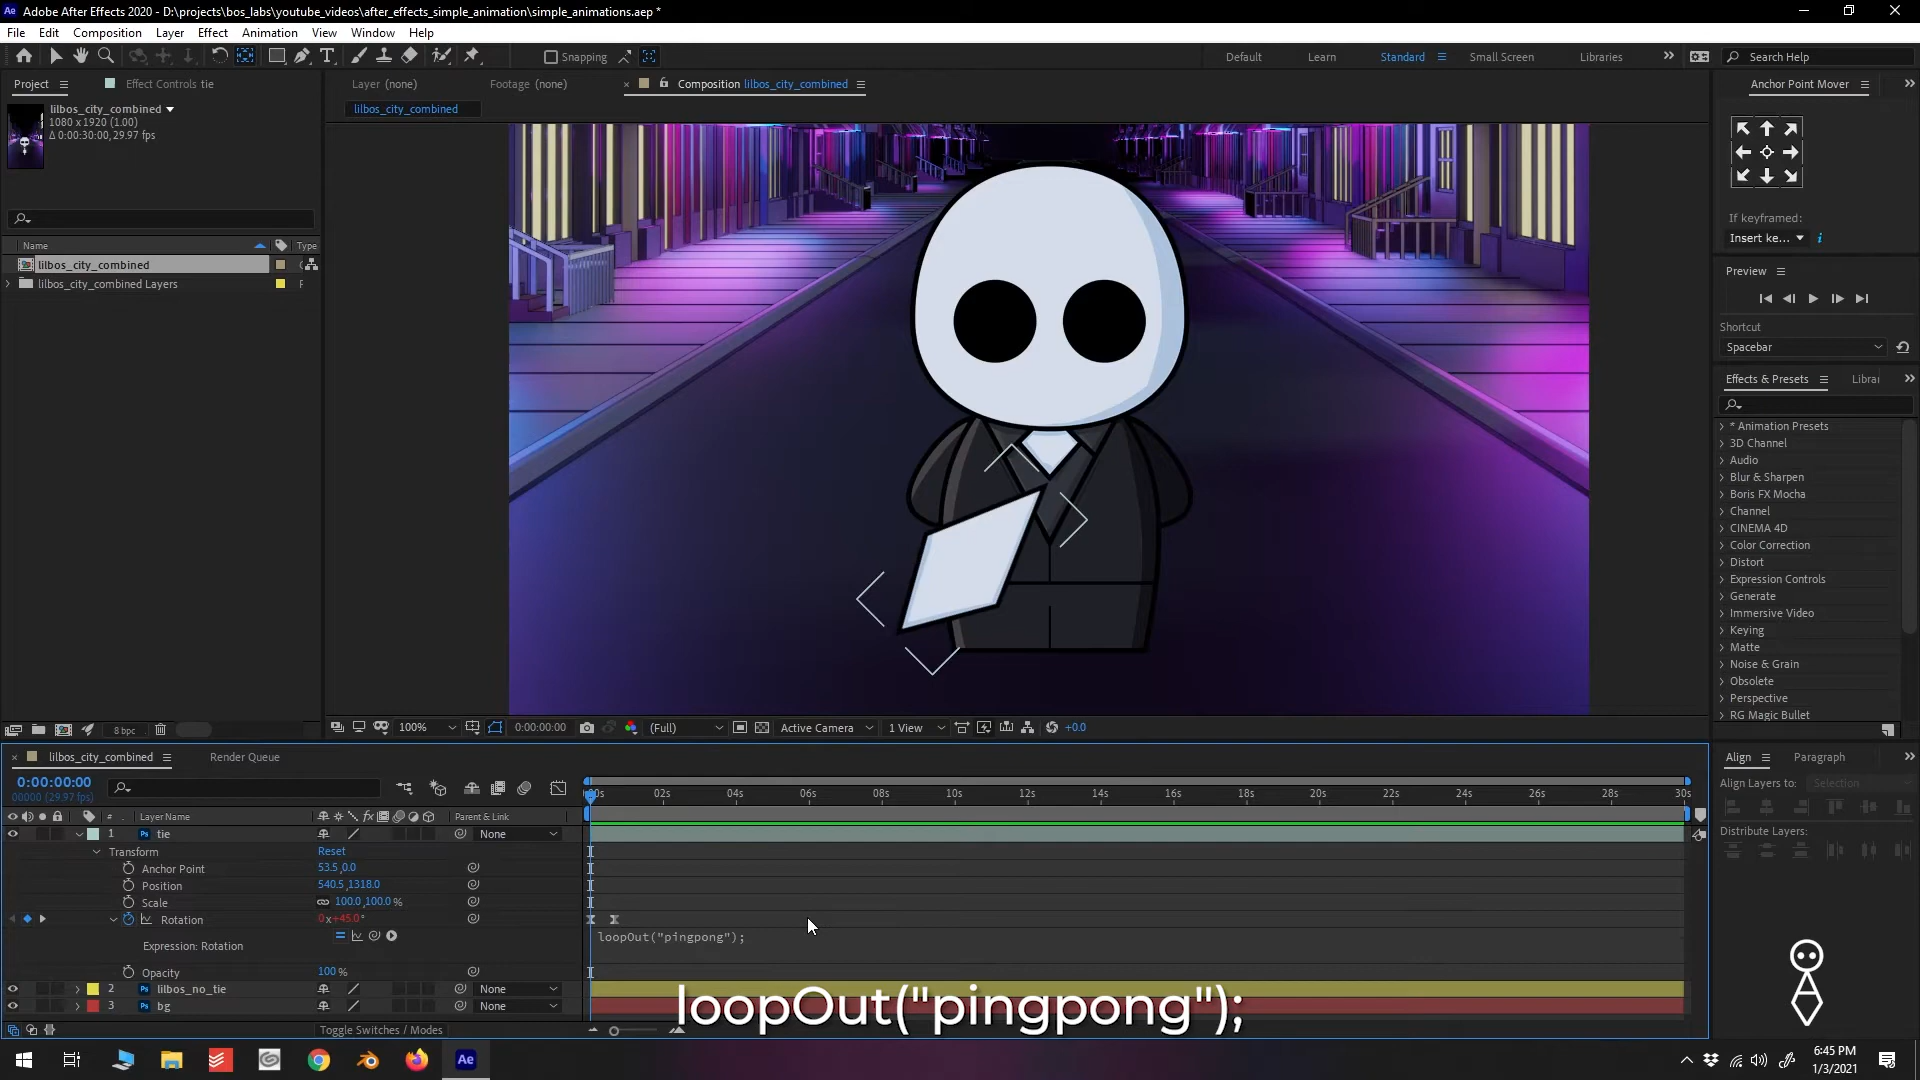 Adobe After Effects 2020 - D:\projects\bos_labs\youtube_videos\after_effects_simple_animation\simple_animations.aep *
File Edit Composition Layer Effect Animation View Window Help
Snapping
Default Learn Standard Small Screen Libraries Search Help
Project Effect Controls tie
Layer (none) Footage (none) Composition lilbos_city_combined
Anchor Point Mover
lilbos_city_combined
1080 x 1920 (1.00)
Δ 0:00:30:00, 29.97 fps
lilbos_city_combined
If keyframed:
Insert ke...
Name Type
lilbos_city_combined
lilbos_city_combined Layers
Preview
Shortcut
Spacebar
Effects & Presets Librai
* Animation Presets
3D Channel
Audio
Blur & Sharpen
Boris FX Mocha
Channel
CINEMA 4D
Color Correction
Distort
Expression Controls
Generate
Immersive Video
Keying
Matte
Noise & Grain
Obsolete
Perspective
RG Magic Bullet
8 bpc
100% 0:00:00:00 (Full) Active Camera 1 View +0.0
lilbos_city_combined Render Queue
0:00:00:00
00000 (29.97 fps)
02s 04s 06s 08s 10s 12s 14s 16s 18s 20s 22s 24s 26s 28s 30s
# Layer Name Parent & Link
1 Ps tie None
Transform Reset
Anchor Point 53.5,0.0
Position 540.5,1318.0
Scale 100.0,100.0 %
Rotation 0x+45.0°
Expression: Rotation
loopOut("pingpong");
Opacity 100 %
2 Ps lilbos_no_tie None
3 Ps bg None
loopOut("pingpong");
Toggle Switches / Modes
Align Paragraph
Align Layers to: Selection
Distribute Layers:
Ae
6:45 PM
1/3/2021